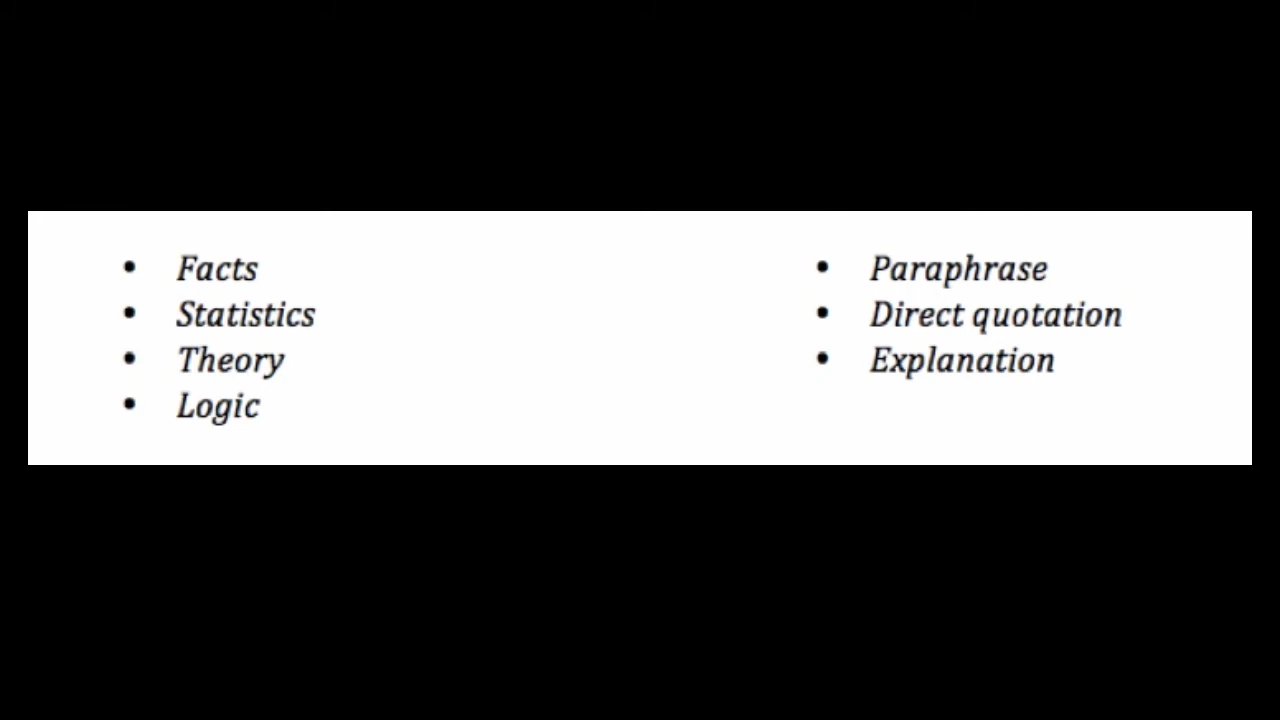 • Facts
• Statistics
• Theory
• Logic
• Paraphrase
• Direct quotation
• Explanation